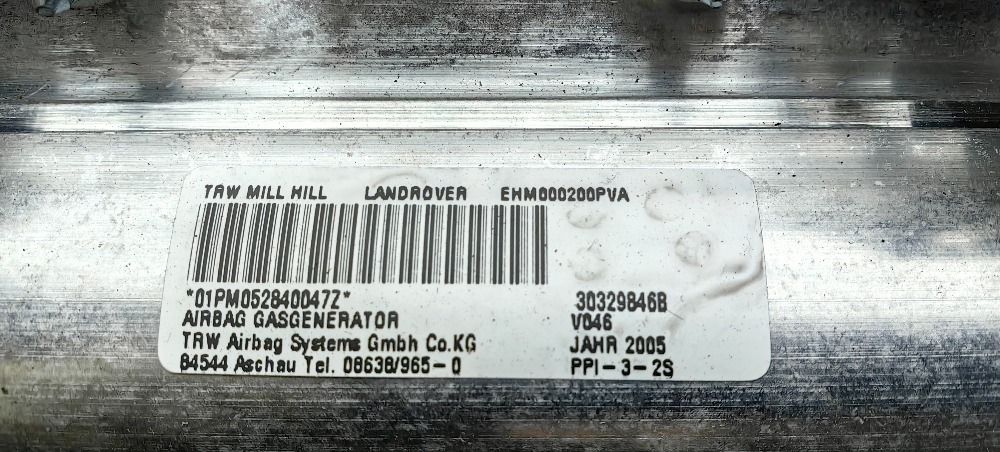 TRW MILL HILL LANDROVER EHM000200PVA
*01PM052840047Z* 30329846B
AIRBAG GASGENERATOR V046
TRW Airbag Systems Gmbh Co.KG JAHR 2005
84544 Aschau Tel. 08638/965-0 PPI-3-2S